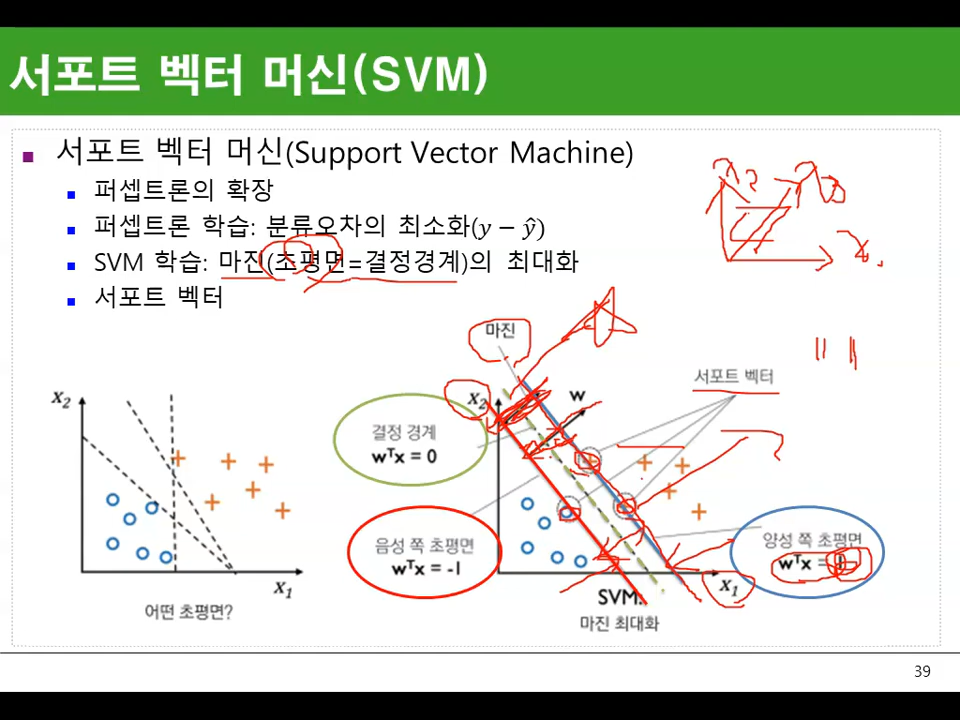 서포트 벡터 머신(SVM)
■ 서포트 벡터 머신(Support Vector Machine)
■ 퍼셉트론의 확장
■ 퍼셉트론 학습: 분류오차의 최소화(y − ŷ)
■ SVM 학습: 마진(초평면=결정경계)의 최대화
■ 서포트 벡터
x₂
x₁
어떤 초평면?
마진
서포트 벡터
x₂
w
결정 경계
wᵀx = 0
음성 쪽 초평면
wᵀx = -1
양성 쪽 초평면
wᵀx =
x₁
SVM:
마진 최대화
39